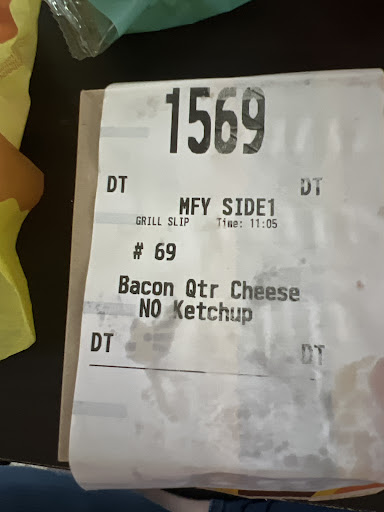 1569
DT DT
MFY SIDE1
GRILL SLIP Time: 11:05
# 69
Bacon Qtr Cheese
NO Ketchup
DT DT